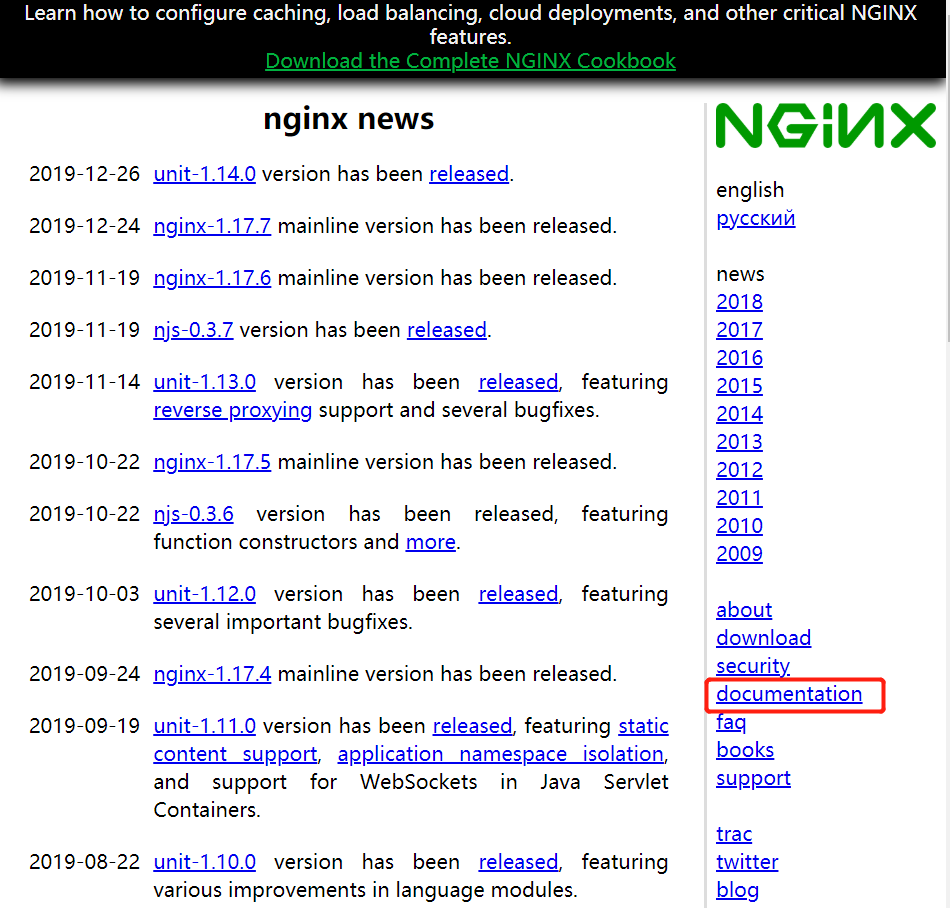 Learn how to configure caching, load balancing, cloud deployments, and other critical NGINX
features.
Download the Complete NGINX Cookbook
nginx news
2019-12-26 unit-1.14.0 version has been released.
2019-12-24 nginx-1.17.7 mainline version has been released.
2019-11-19 nginx-1.17.6 mainline version has been released.
2019-11-19 njs-0.3.7 version has been released.
2019-11-14 unit-1.13.0 version has been released, featuring
reverse proxying support and several bugfixes.
2019-10-22 nginx-1.17.5 mainline version has been released.
2019-10-22 njs-0.3.6 version has been released, featuring
function constructors and more.
2019-10-03 unit-1.12.0 version has been released, featuring
several important bugfixes.
2019-09-24 nginx-1.17.4 mainline version has been released.
2019-09-19 unit-1.11.0 version has been released, featuring static
content support, application namespace isolation,
and support for WebSockets in Java Servlet
Containers.
2019-08-22 unit-1.10.0 version has been released, featuring
various improvements in language modules.
NGINX
english
русский
news
2018
2017
2016
2015
2014
2013
2012
2011
2010
2009
about
download
security
documentation
faq
books
support
trac
twitter
blog